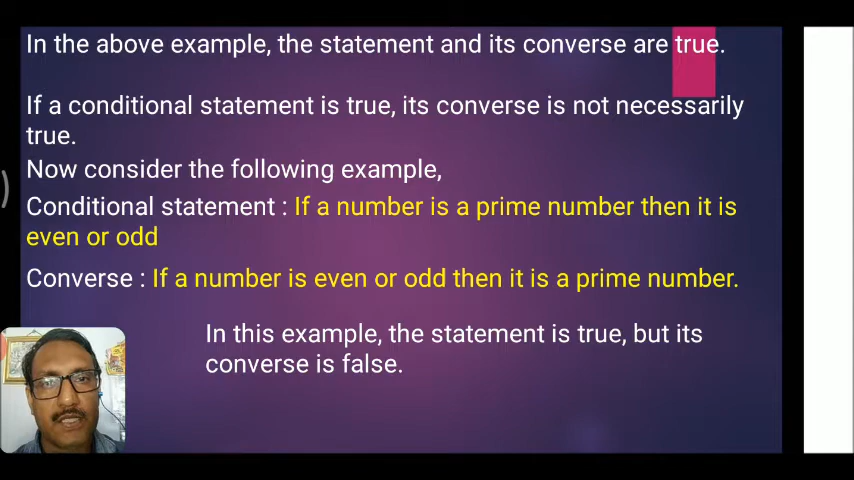 In the above example, the statement and its converse are true.
If a conditional statement is true, its converse is not necessarily
true.
Now consider the following example,
Conditional statement : If a number is a prime number then it is
even or odd
Converse : If a number is even or odd then it is a prime number.
In this example, the statement is true, but its
converse is false.